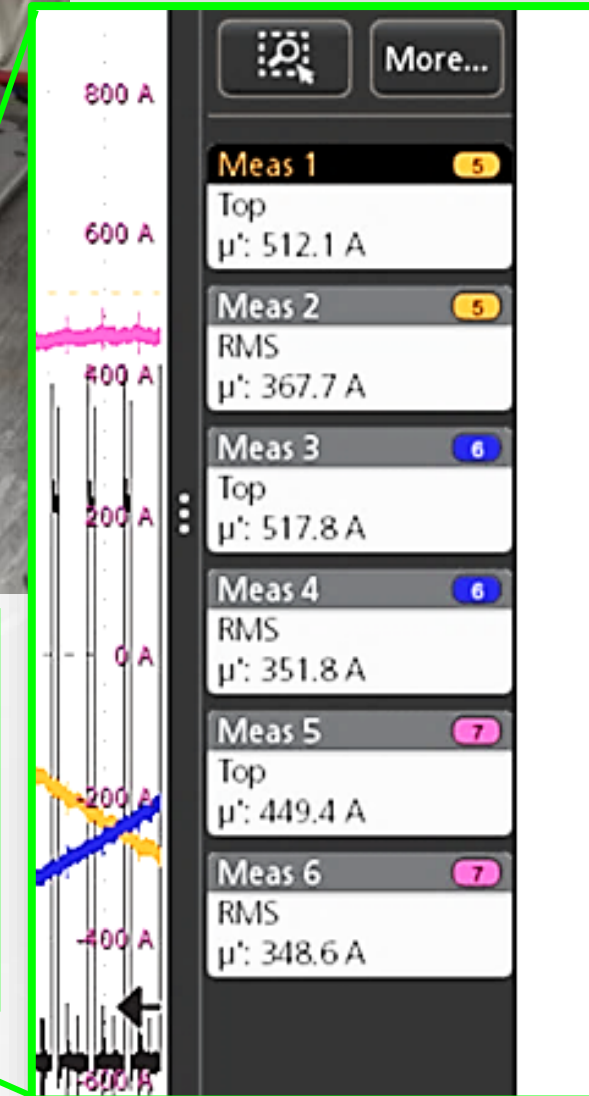 More...
800 A
600 A
400 A
200 A
0 A
-200 A
-400 A
-600 A
Meas 1 5
Top
µ': 512.1 A
Meas 2 5
RMS
µ': 367.7 A
Meas 3 6
Top
µ': 517.8 A
Meas 4 6
RMS
µ': 351.8 A
Meas 5 7
Top
µ': 449.4 A
Meas 6 7
RMS
µ': 348.6 A